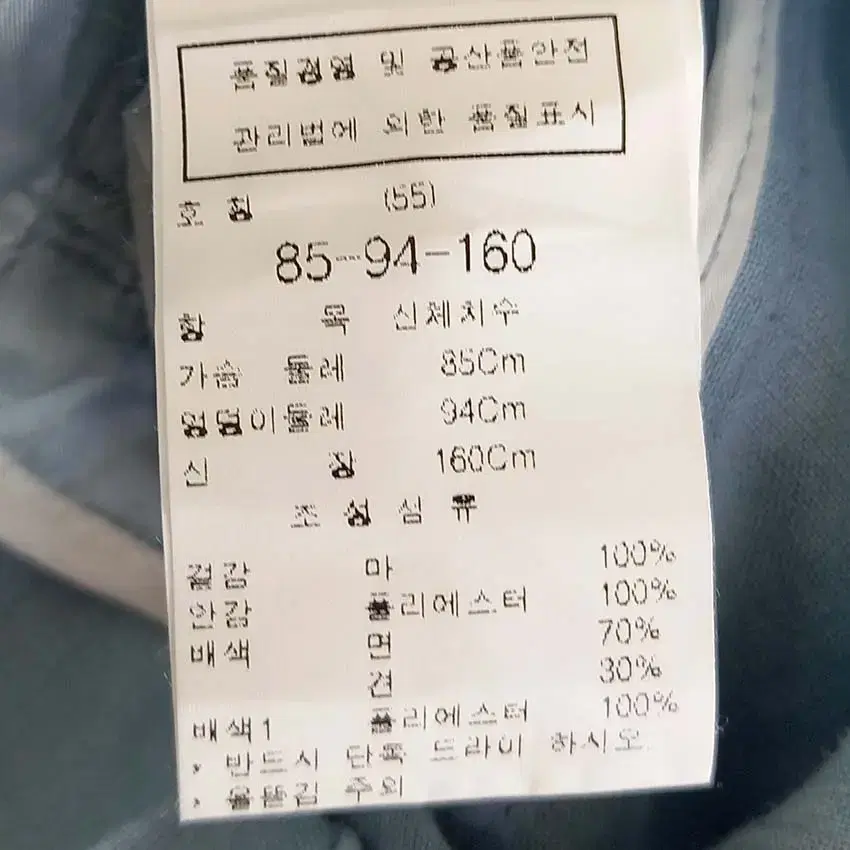 품질경영 및 공산품안전
관리법에 의한 품질표시
호 칭 (55)
85-94-160
항 목 신체치수
가슴 둘레 85Cm
엉덩이둘레 94Cm
신 장 160Cm
조 성 섬 유
겉감 마 100%
안감 폴리에스터 100%
배색 면 70%
견 30%
배색1 폴리에스터 100%
, 반드시 단독 드라이 하시오.
, 올뜯김 주의